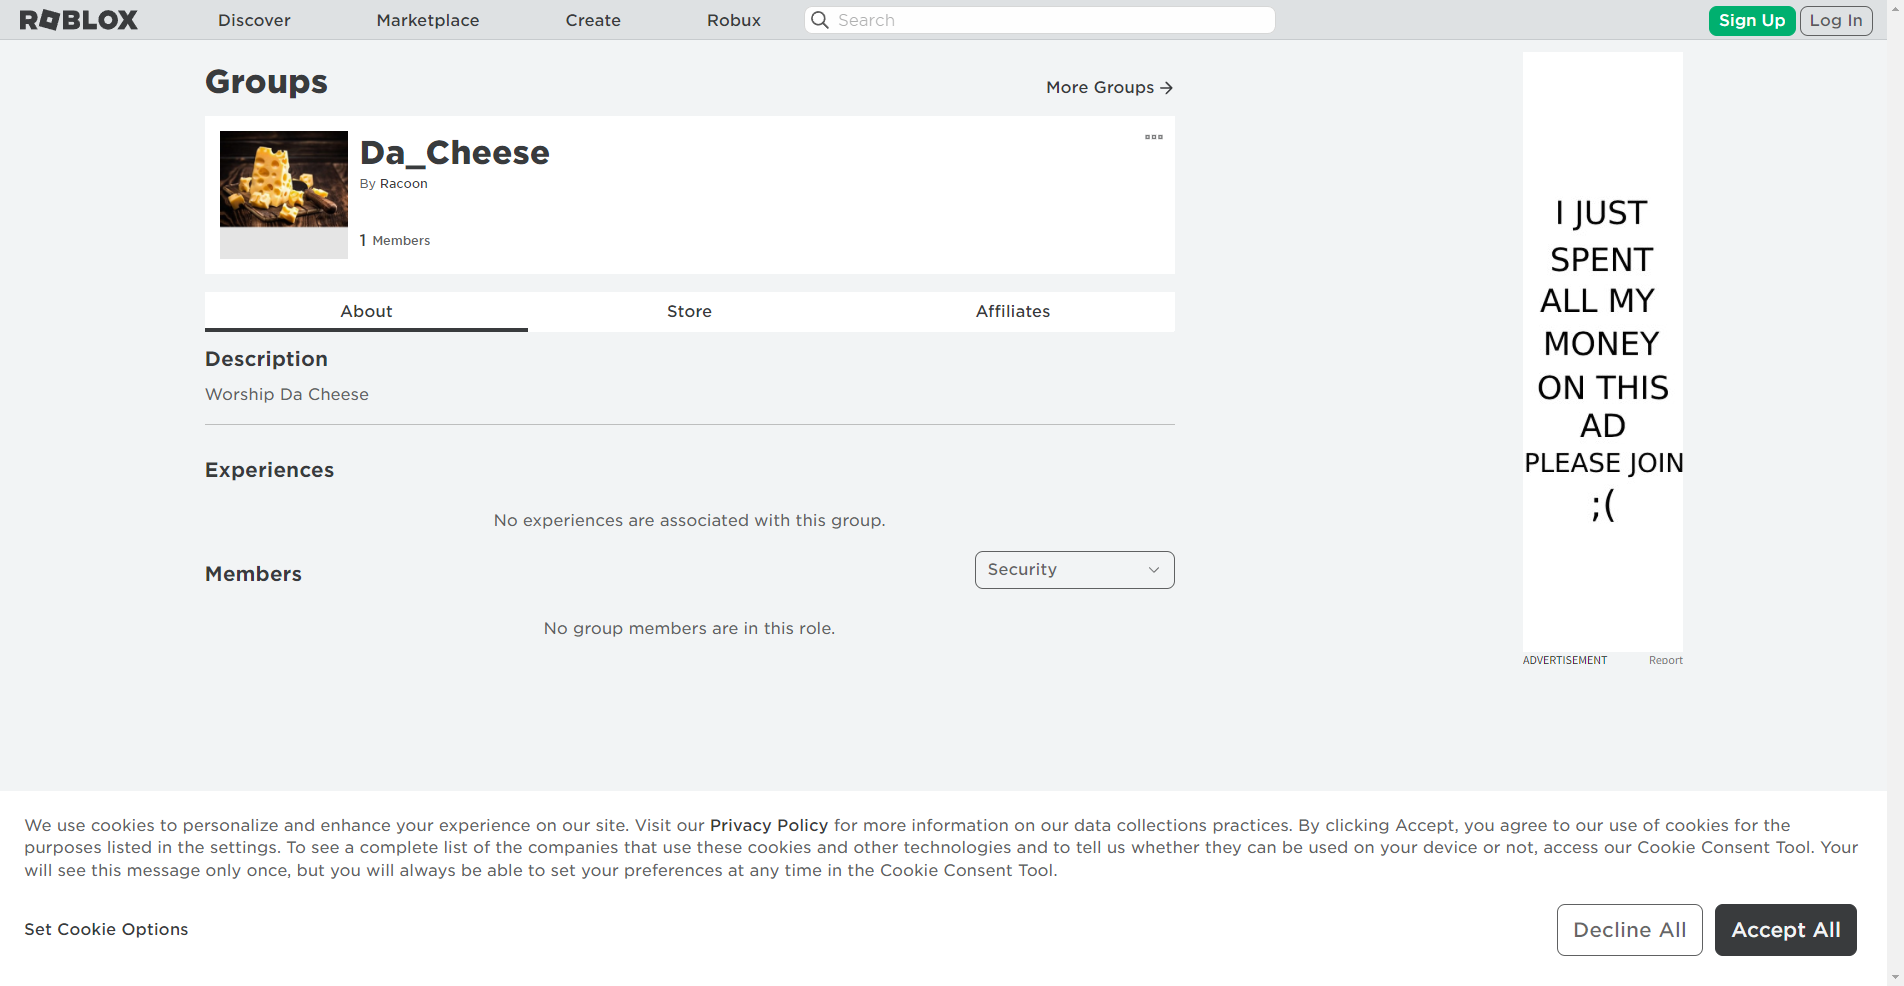 ROBLOX
Discover
Marketplace
Create
Robux
Search
Sign Up
Log In
Groups
More Groups
Da_Cheese
By Racoon
1 Members
About
Store
Affiliates
Description
Worship Da Cheese
Experiences
No experiences are associated with this group.
Members
Security
No group members are in this role.
I JUST
SPENT
ALL MY
MONEY
ON THIS
AD
PLEASE JOIN
;(
ADVERTISEMENT
Report
We use cookies to personalize and enhance your experience on our site. Visit our Privacy Policy for more information on our data collections practices. By clicking Accept, you agree to our use of cookies for the
purposes listed in the settings. To see a complete list of the companies that use these cookies and other technologies and to tell us whether they can be used on your device or not, access our Cookie Consent Tool. Your
will see this message only once, but you will always be able to set your preferences at any time in the Cookie Consent Tool.
Set Cookie Options
Decline All
Accept All